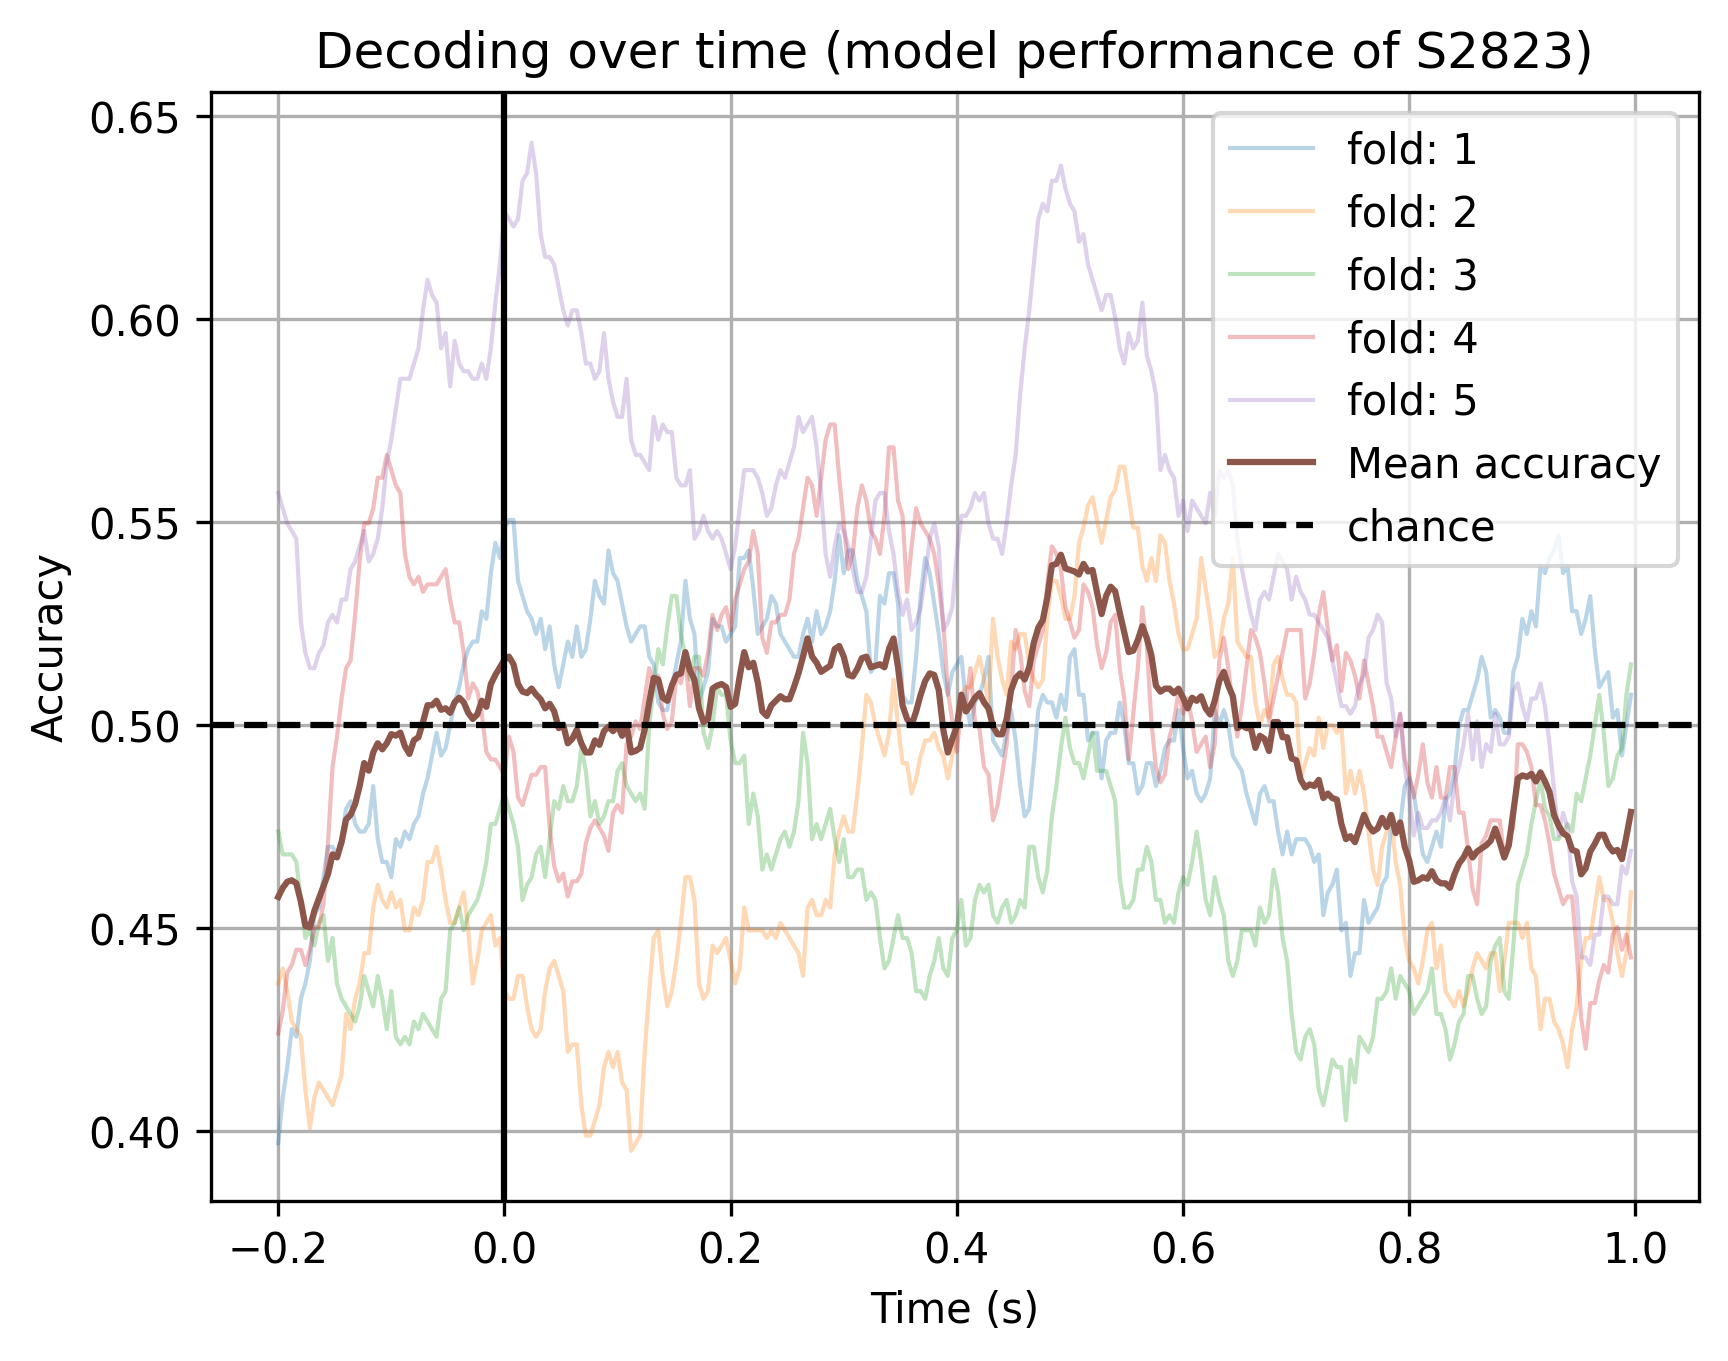 Decoding over time (model performance of S2823)
Accuracy
0.65
0.60
0.55
0.50
0.45
0.40
fold: 1
fold: 2
fold: 3
fold: 4
fold: 5
Mean accuracy
chance
−0.2 0.0 0.2 0.4 0.6 0.8 1.0
Time (s)